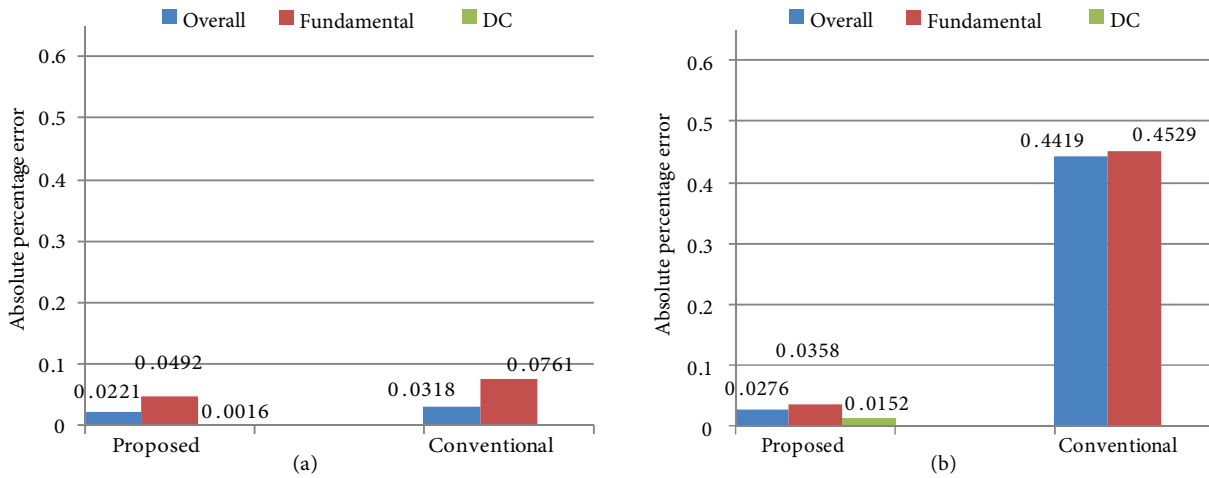 Overall Fundamental DC
Absolute percentage error
0.6
0.5
0.4
0.3
0.2
0.1
0
0.0221
0.0492
0.0016
0.0318
0.0761
Proposed
Conventional
(a)
Overall Fundamental DC
Absolute percentage error
0.6
0.5
0.4
0.3
0.2
0.1
0
0.0276
0.0358
0.0152
0.4419
0.4529
Proposed
Conventional
(b)